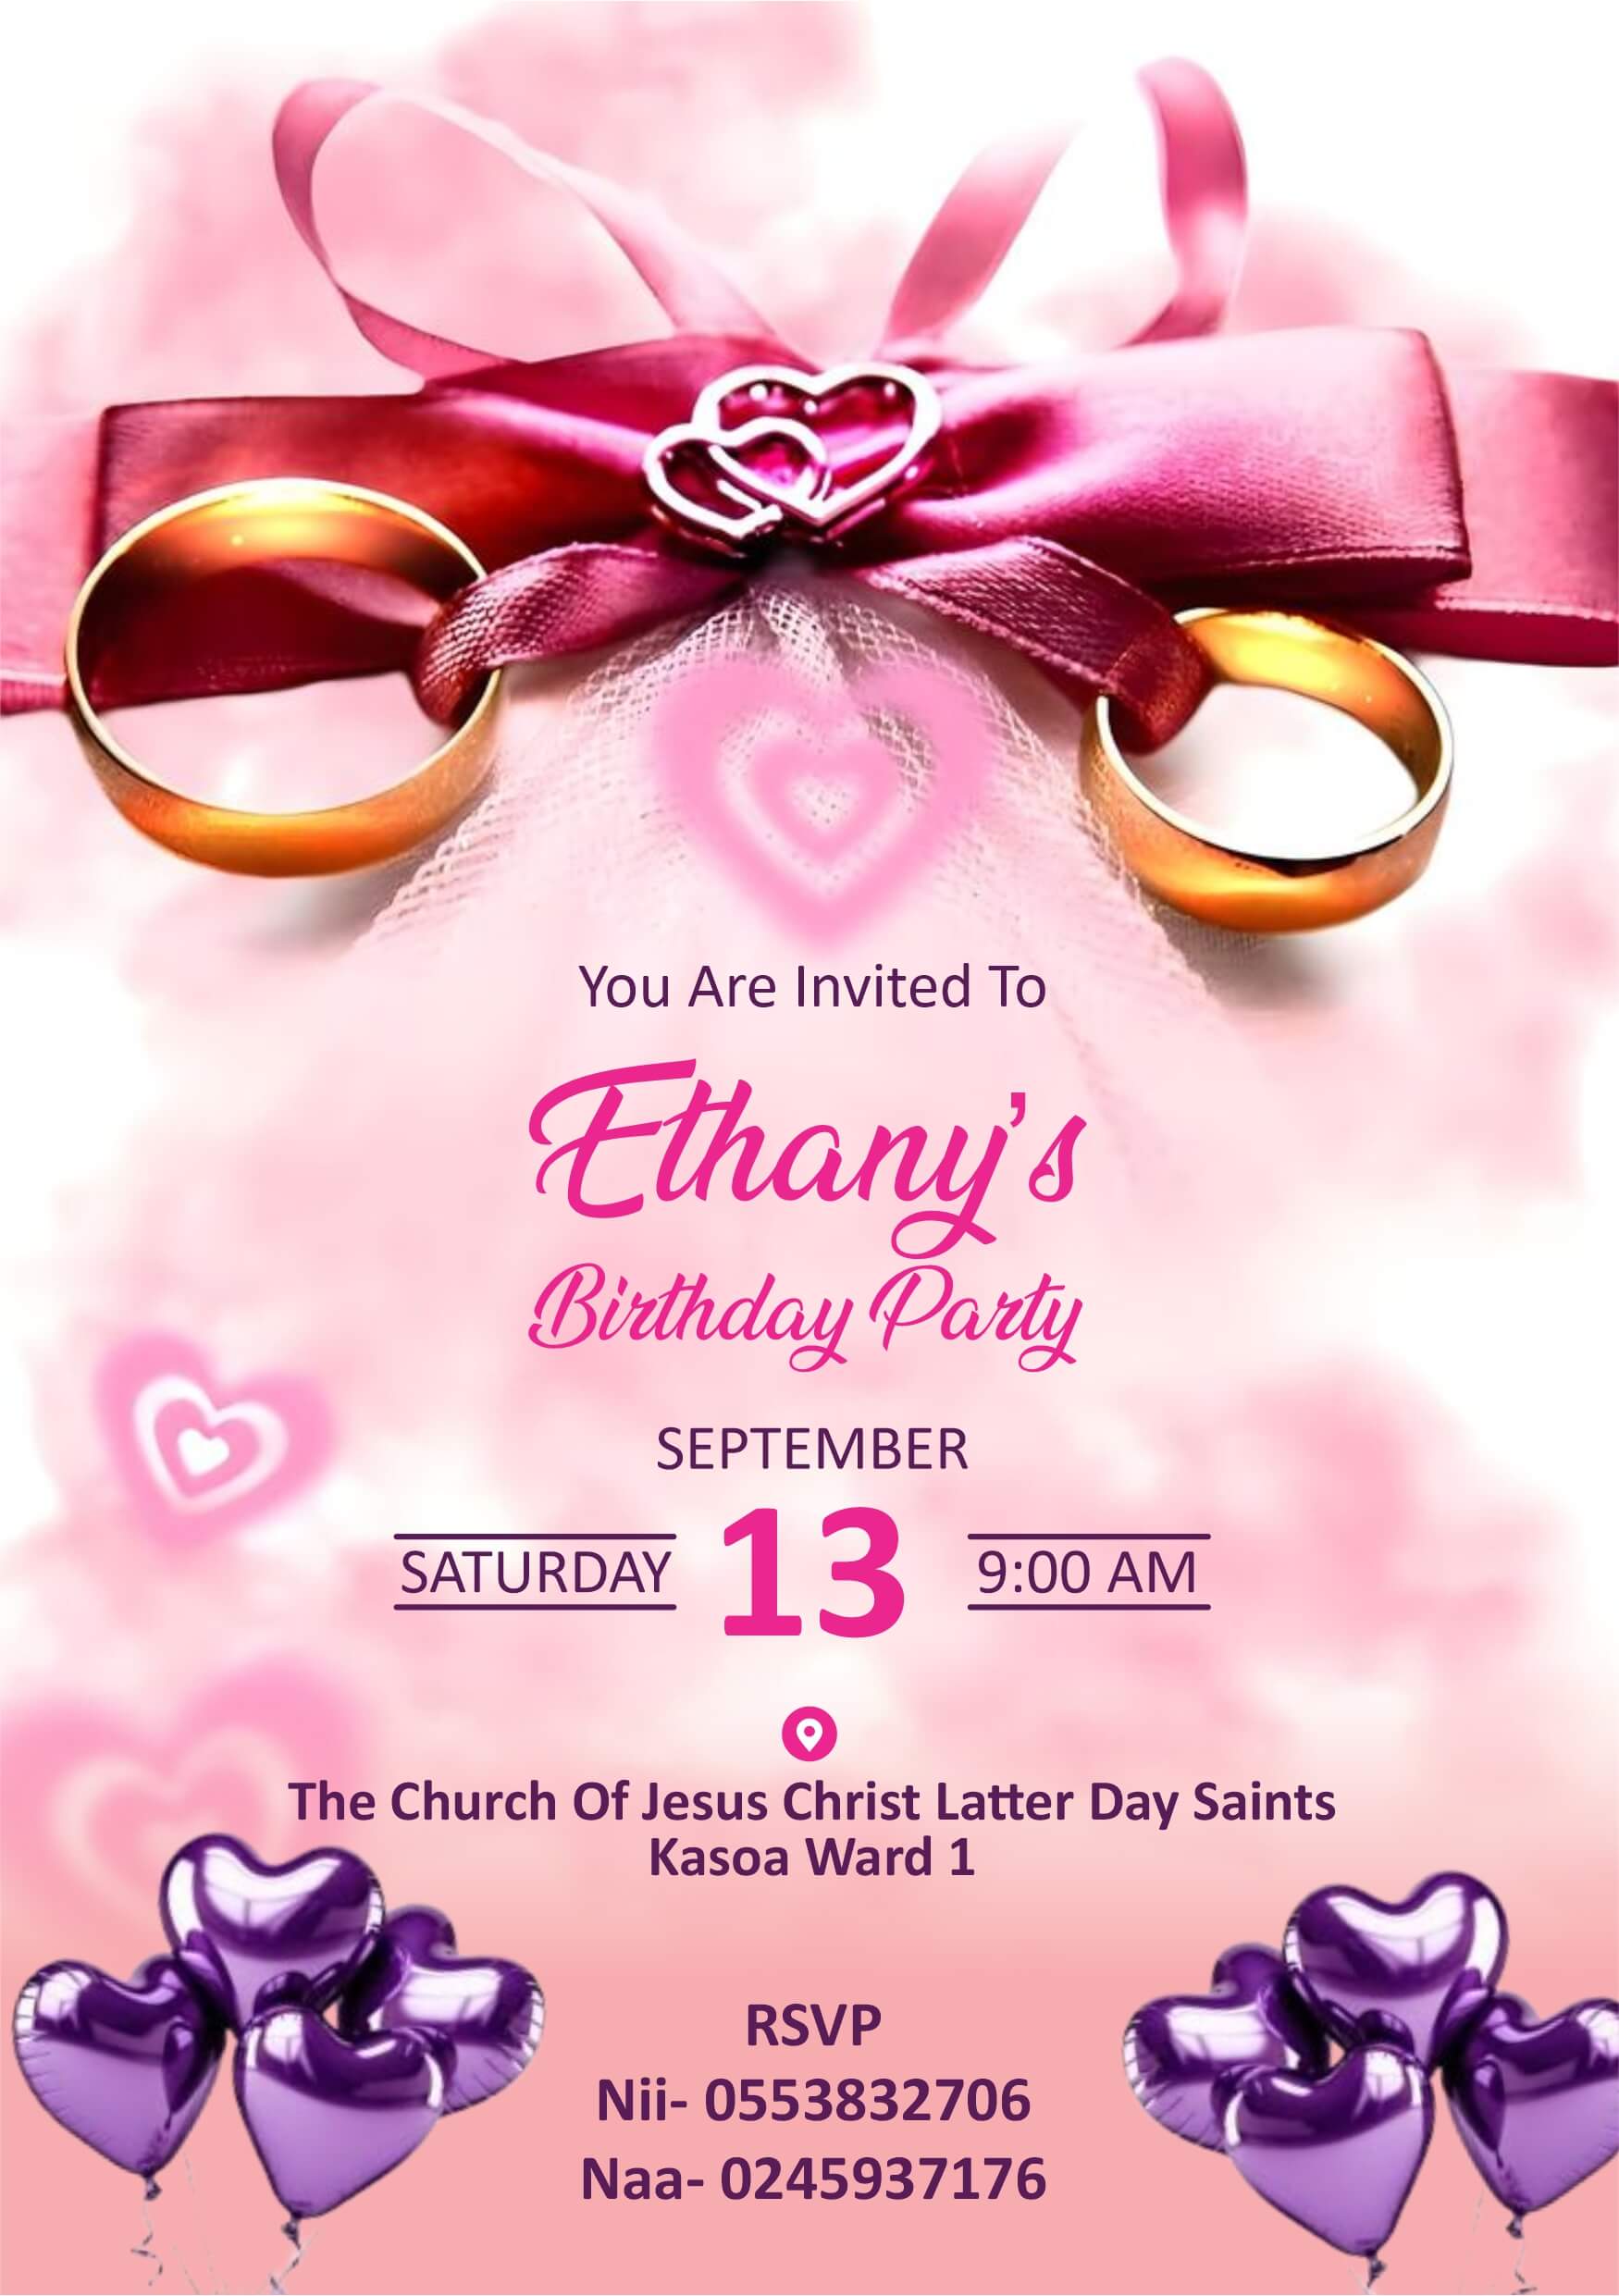 You Are Invited To
Ethany's
Birthday Party
SEPTEMBER
SATURDAY 13 9:00 AM
The Church Of Jesus Christ Latter Day Saints
Kasoa Ward 1
RSVP
Nii- 0553832706
Naa- 0245937176